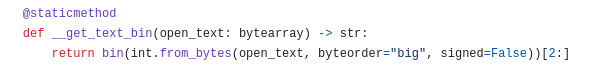 @staticmethod
def __get_text_bin(open_text: bytearray) -> str:
    return bin(int.from_bytes(open_text, byteorder="big", signed=False))[2:]